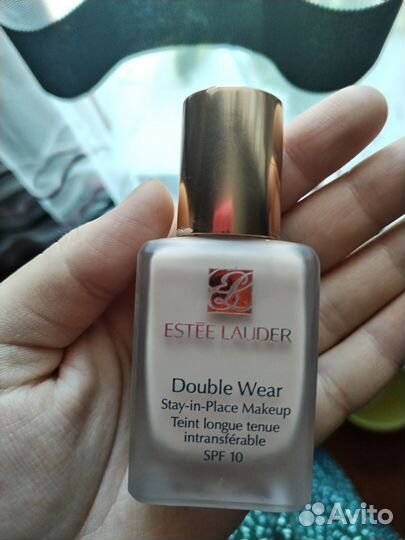 ESTĒE LAUDER
Double Wear
Stay-in-Place Makeup
Teint longue tenue
intransférable
SPF 10
Avito